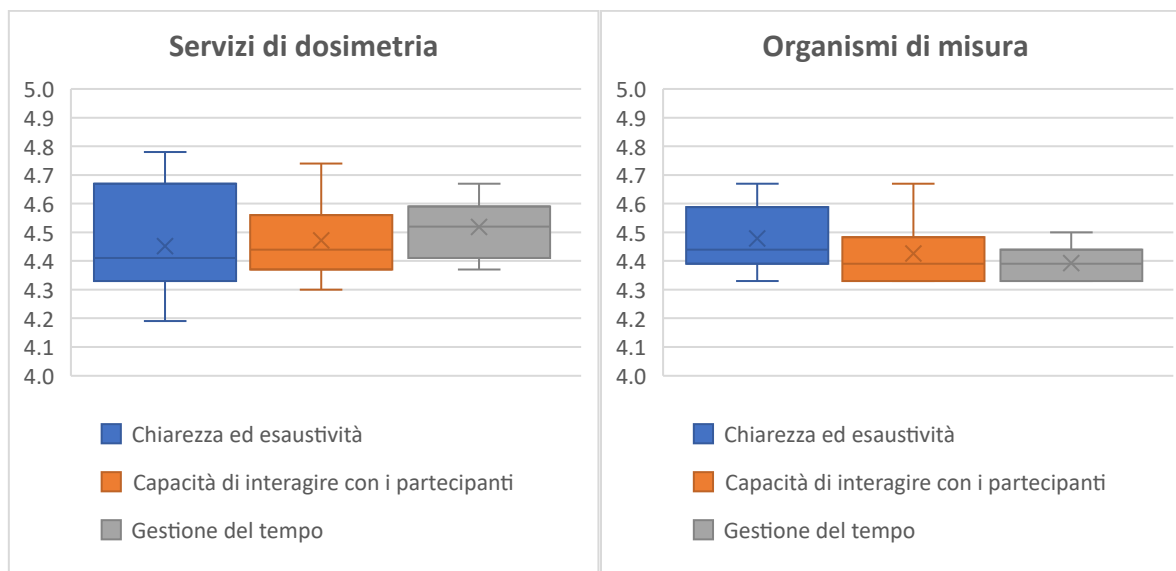 Servizi di dosimetria
5.0
4.9
4.8
4.7
4.6
4.5
4.4
4.3
4.2
4.1
4.0
Chiarezza ed esaustività
Capacità di interagire con i partecipanti
Gestione del tempo
Organismi di misura
5.0
4.9
4.8
4.7
4.6
4.5
4.4
4.3
4.2
4.1
4.0
Chiarezza ed esaustività
Capacità di interagire con i partecipanti
Gestione del tempo